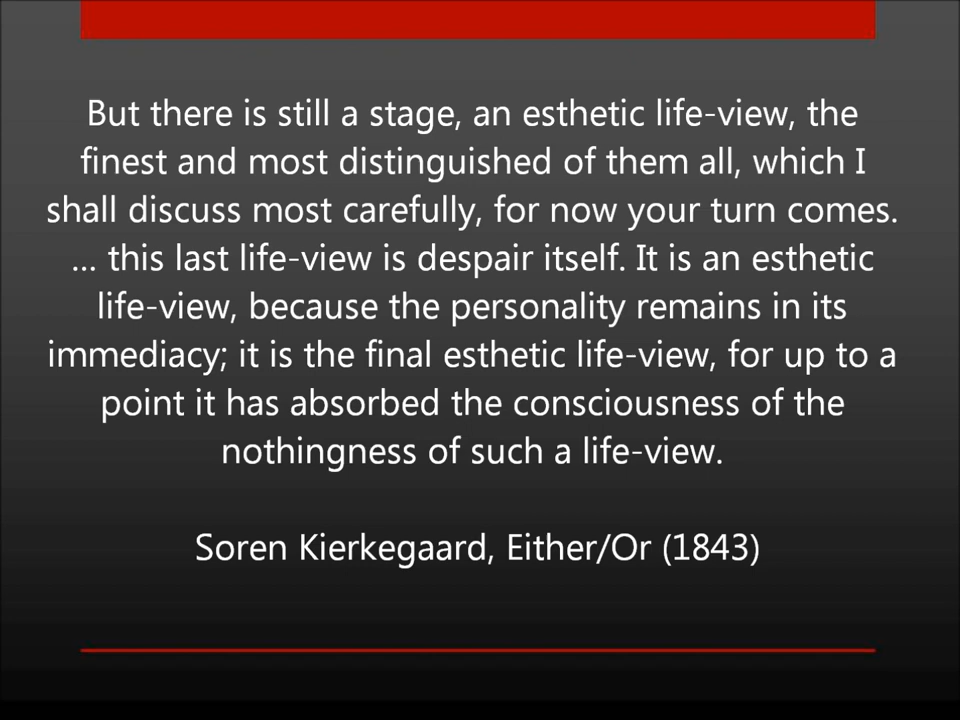 But there is still a stage, an esthetic life-view, the
finest and most distinguished of them all, which I
shall discuss most carefully, for now your turn comes.
... this last life-view is despair itself. It is an esthetic
life-view, because the personality remains in its
immediacy; it is the final esthetic life-view, for up to a
point it has absorbed the consciousness of the
nothingness of such a life-view.
Soren Kierkegaard, Either/Or (1843)